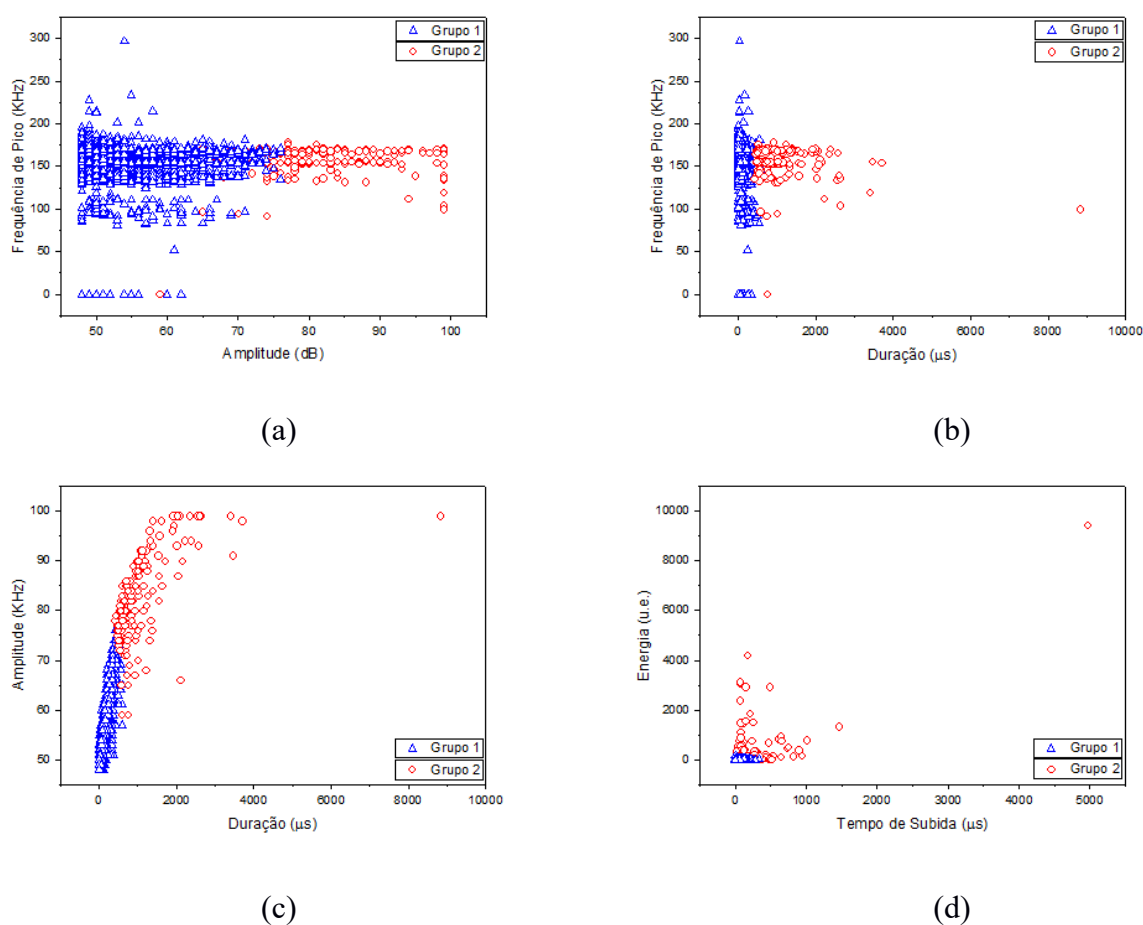 Grupo 1
Grupo 2
300
250
200
150
100
50
0
Frequência de Pico (KHz)
50 60 70 80 90 100
Amplitude (dB)
(a)
Grupo 1
Grupo 2
300
250
200
150
100
50
0
Frequência de Pico (KHz)
0 2000 4000 6000 8000 10000
Duração (μs)
(b)
100
90
80
70
60
50
Amplitude (KHz)
Grupo 1
Grupo 2
0 2000 4000 6000 8000 10000
Duração (μs)
(c)
10000
8000
6000
4000
2000
0
Energia (u.e.)
Grupo 1
Grupo 2
0 1000 2000 3000 4000 5000
Tempo de Subida (μs)
(d)